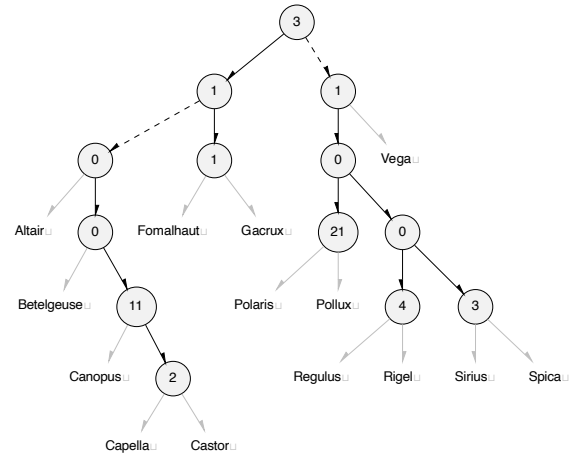 3
1 1
0 1 0 Vega␣
Altair␣ 0 Fomalhaut␣ Gacrux␣ 21 0
Betelgeuse␣ 11 Polaris␣ Pollux␣ 4 3
Canopus␣ 2 Regulus␣ Rigel␣ Sirius␣ Spica␣
Capella␣ Castor␣